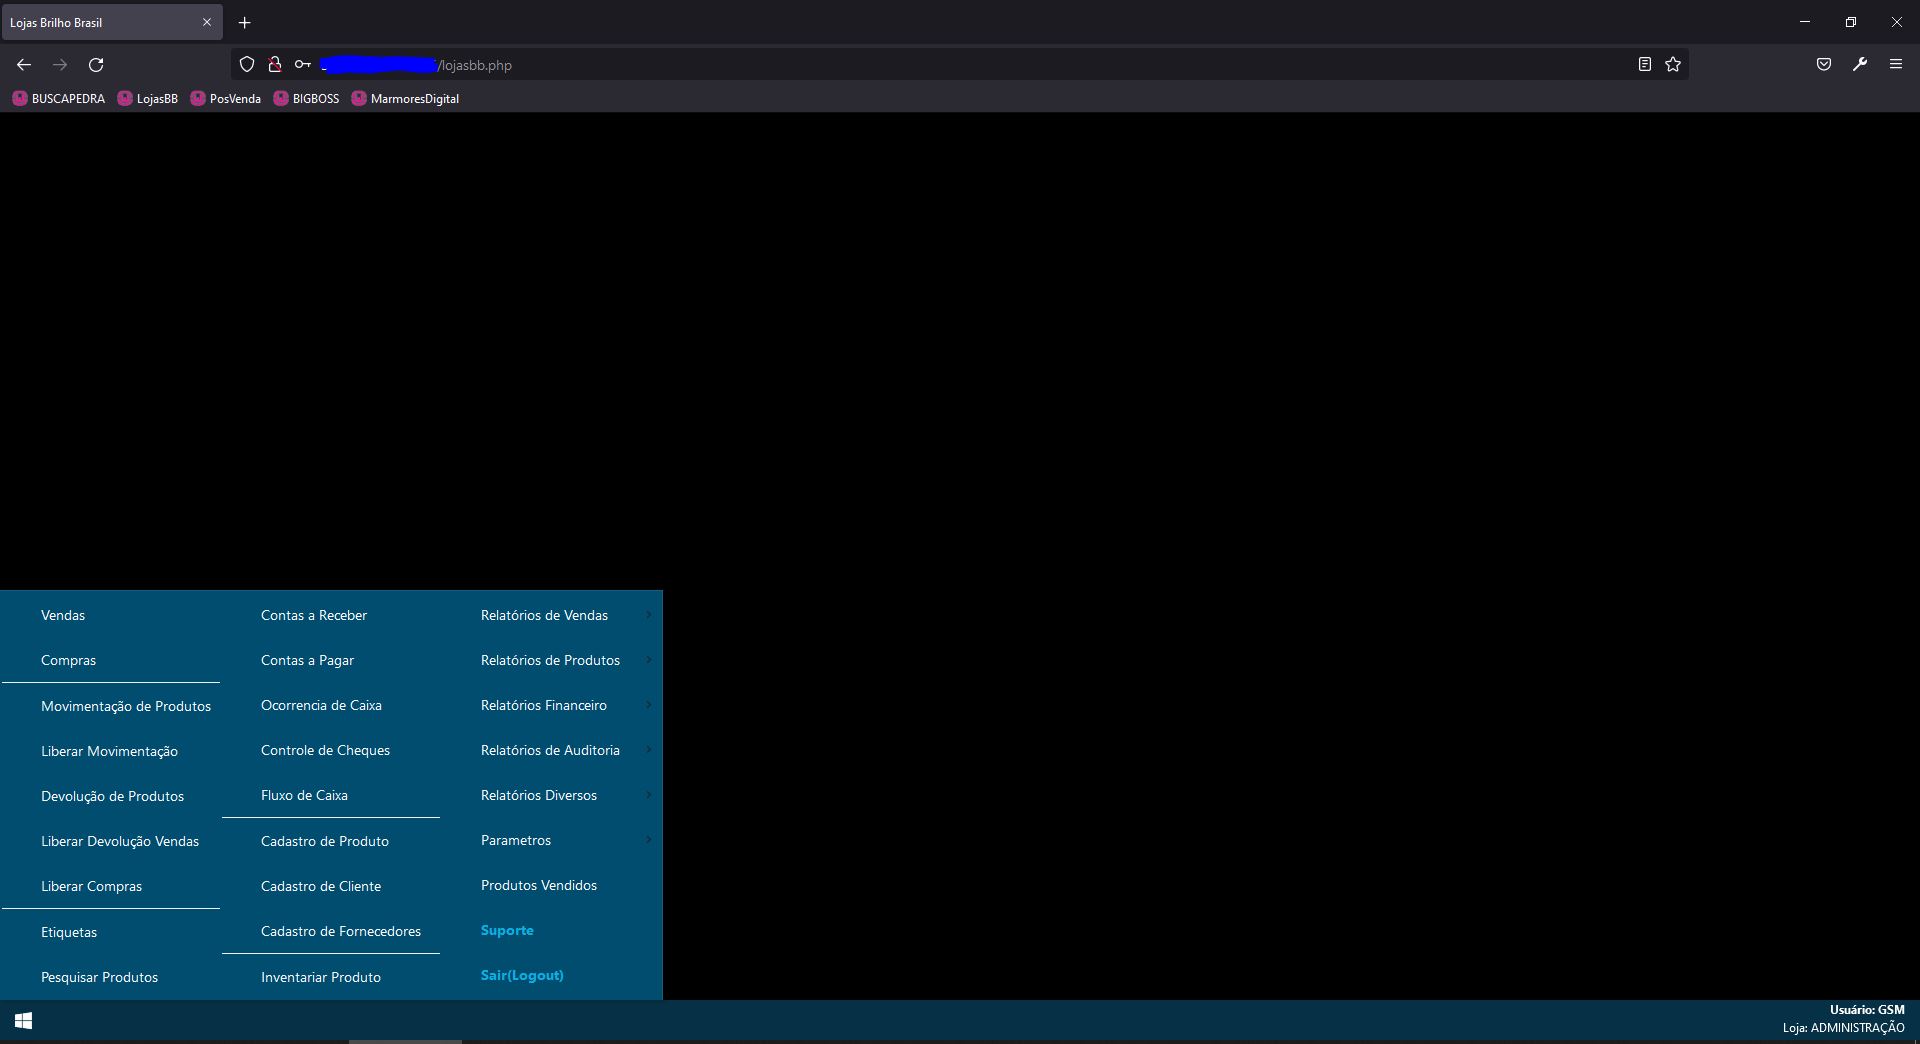 Lojas Brilho Brasil
/lojasbb.php
BUSCAPEDRA LojasBB PosVenda BIGBOSS MarmoresDigital
Vendas
Compras
Movimentação de Produtos
Liberar Movimentação
Devolução de Produtos
Liberar Devolução Vendas
Liberar Compras
Etiquetas
Pesquisar Produtos
Contas a Receber
Contas a Pagar
Ocorrencia de Caixa
Controle de Cheques
Fluxo de Caixa
Cadastro de Produto
Cadastro de Cliente
Cadastro de Fornecedores
Inventariar Produto
Relatórios de Vendas
Relatórios de Produtos
Relatórios Financeiro
Relatórios de Auditoria
Relatórios Diversos
Parametros
Produtos Vendidos
Suporte
Sair(Logout)
Usuário: GSM
Loja: ADMINISTRAÇÃO